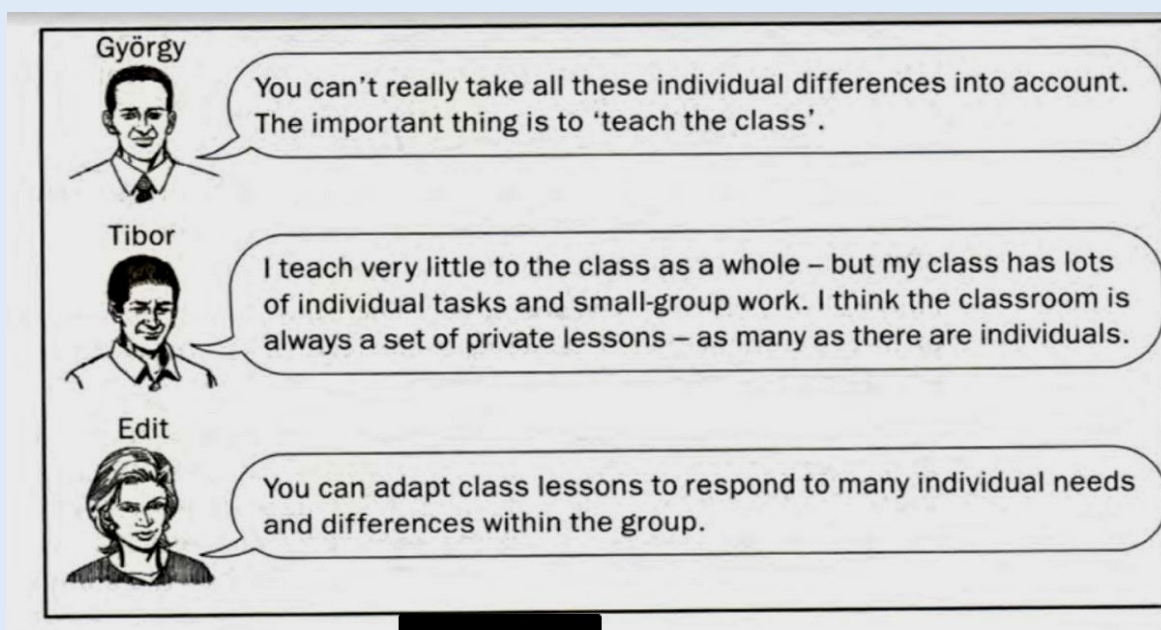 György
You can't really take all these individual differences into account.
The important thing is to 'teach the class'.
Tibor
I teach very little to the class as a whole – but my class has lots
of individual tasks and small-group work. I think the classroom is
always a set of private lessons – as many as there are individuals.
Edit
You can adapt class lessons to respond to many individual needs
and differences within the group.